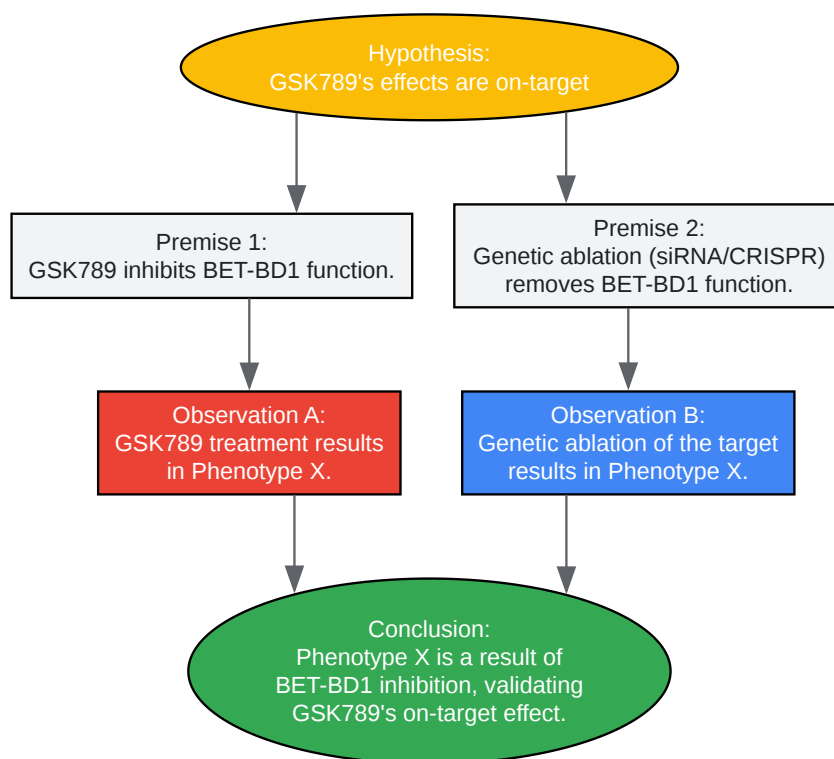 Hypothesis:
GSK789's effects are on-target
Premise 1:
GSK789 inhibits BET-BD1 function.
Premise 2:
Genetic ablation (siRNA/CRISPR)
removes BET-BD1 function.
Observation A:
GSK789 treatment results
in Phenotype X.
Observation B:
Genetic ablation of the target
results in Phenotype X.
Conclusion:
Phenotype X is a result of
BET-BD1 inhibition, validating
GSK789's on-target effect.